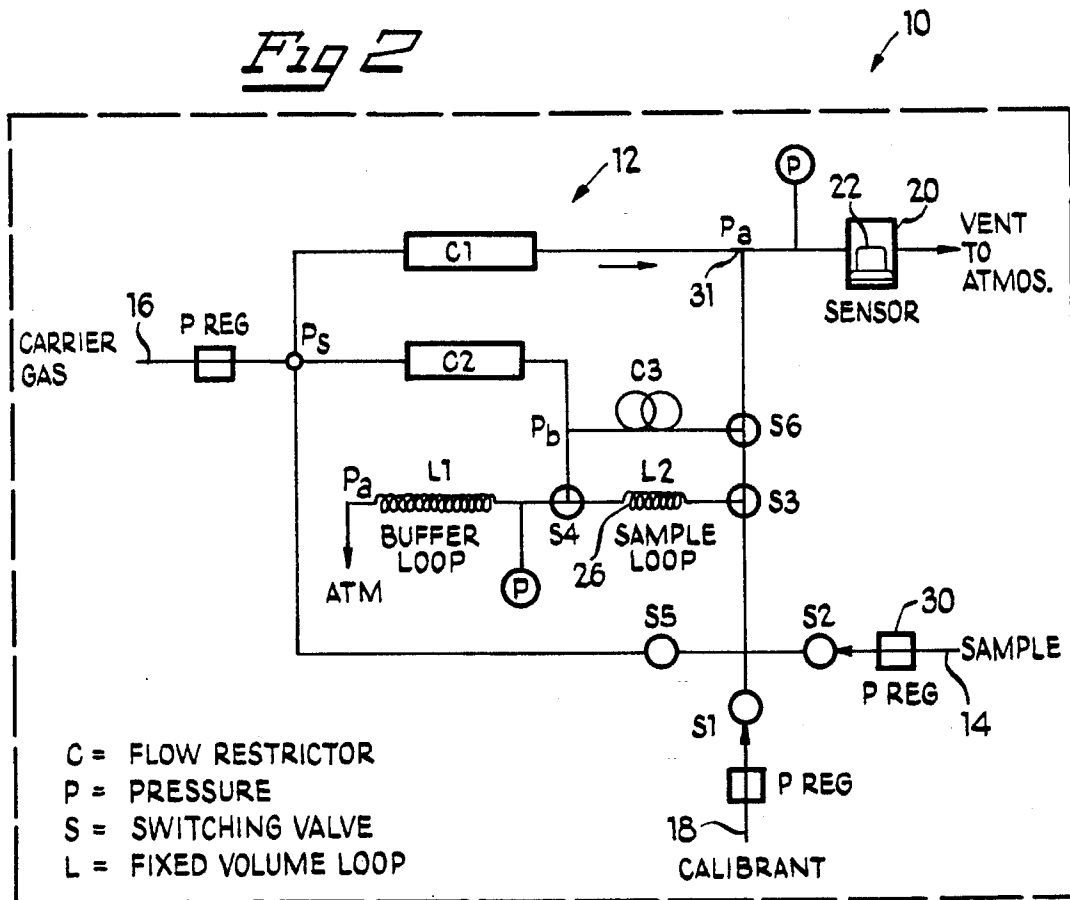 Fig 2
10
12
P
22
20
Pa
VENT
TO
ATMOS.
C1
31
SENSOR
16
P REG
Ps
CARRIER
GAS
C2
C3
Pb
S6
Pa
L1
L2
S3
BUFFER
LOOP
S4
SAMPLE
LOOP
26
ATM
P
S5
S2
30
SAMPLE
P REG
14
S1
C = FLOW RESTRICTOR
P = PRESSURE
S = SWITCHING VALVE
L = FIXED VOLUME LOOP
P REG
18
CALIBRANT